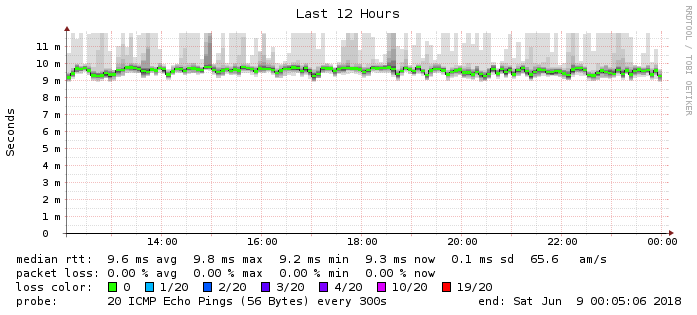 Last 12 Hours
RRDTOOL / TOBI OETIKER
Seconds
11 m
10 m
9 m
8 m
7 m
6 m
5 m
4 m
3 m
2 m
1 m
0
14:00 16:00 18:00 20:00 22:00 00:00
median rtt: 9.6 ms avg 9.8 ms max 9.2 ms min 9.3 ms now 0.1 ms sd 65.6 am/s
packet loss: 0.00 % avg 0.00 % max 0.00 % min 0.00 % now
loss color: 0 1/20 2/20 3/20 4/20 10/20 19/20
probe: 20 ICMP Echo Pings (56 Bytes) every 300s end: Sat Jun 9 00:05:06 2018